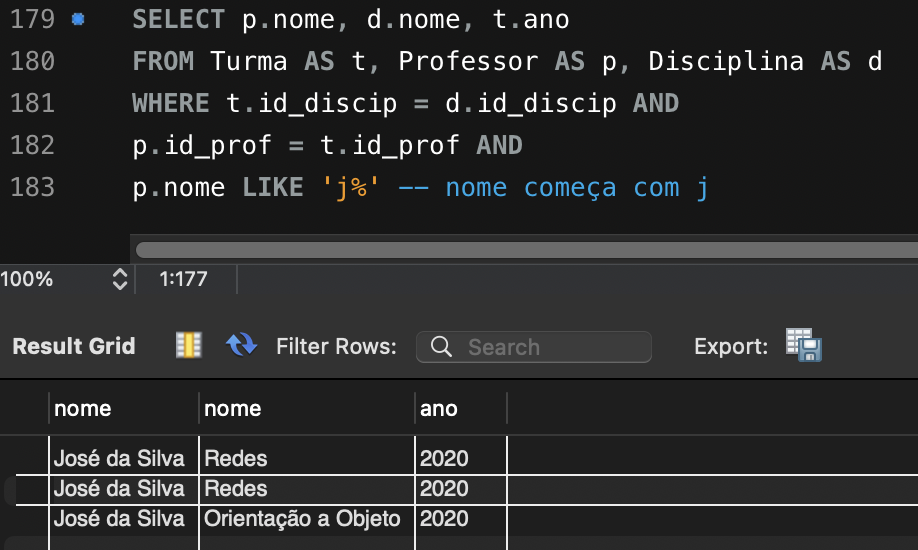 179 SELECT p.nome, d.nome, t.ano
180 FROM Turma AS t, Professor AS p, Disciplina AS d
181 WHERE t.id_discip = d.id_discip AND
182 p.id_prof = t.id_prof AND
183 p.nome LIKE 'j%' -- nome começa com j
100% 1:177
Result Grid Filter Rows: Search Export:
nome nome ano
José da Silva Redes 2020
José da Silva Redes 2020
José da Silva Orientação a Objeto 2020